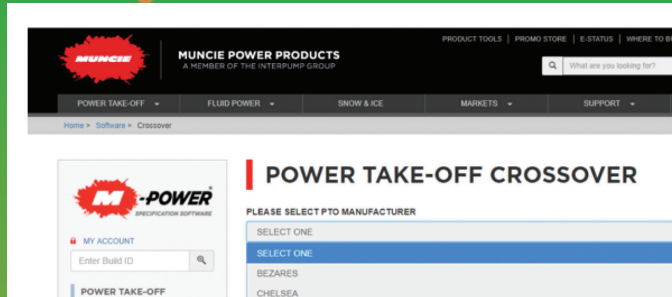 PRODUCT TOOLS | PROMO STORE | E-STATUS | WHERE TO
MUNCIE
MUNCIE POWER PRODUCTS
A MEMBER OF THE INTERPUMP GROUP
What are you looking for?
POWER TAKE-OFF FLUID POWER SNOW & ICE MARKETS SUPPORT
Home > Software > Crossover
POWER TAKE-OFF CROSSOVER
M-POWER
SPECIFICATION SOFTWARE
PLEASE SELECT PTO MANUFACTURER
SELECT ONE
MY ACCOUNT
SELECT ONE
Enter Build ID
BEZARES
POWER TAKE-OFF
CHELSEA